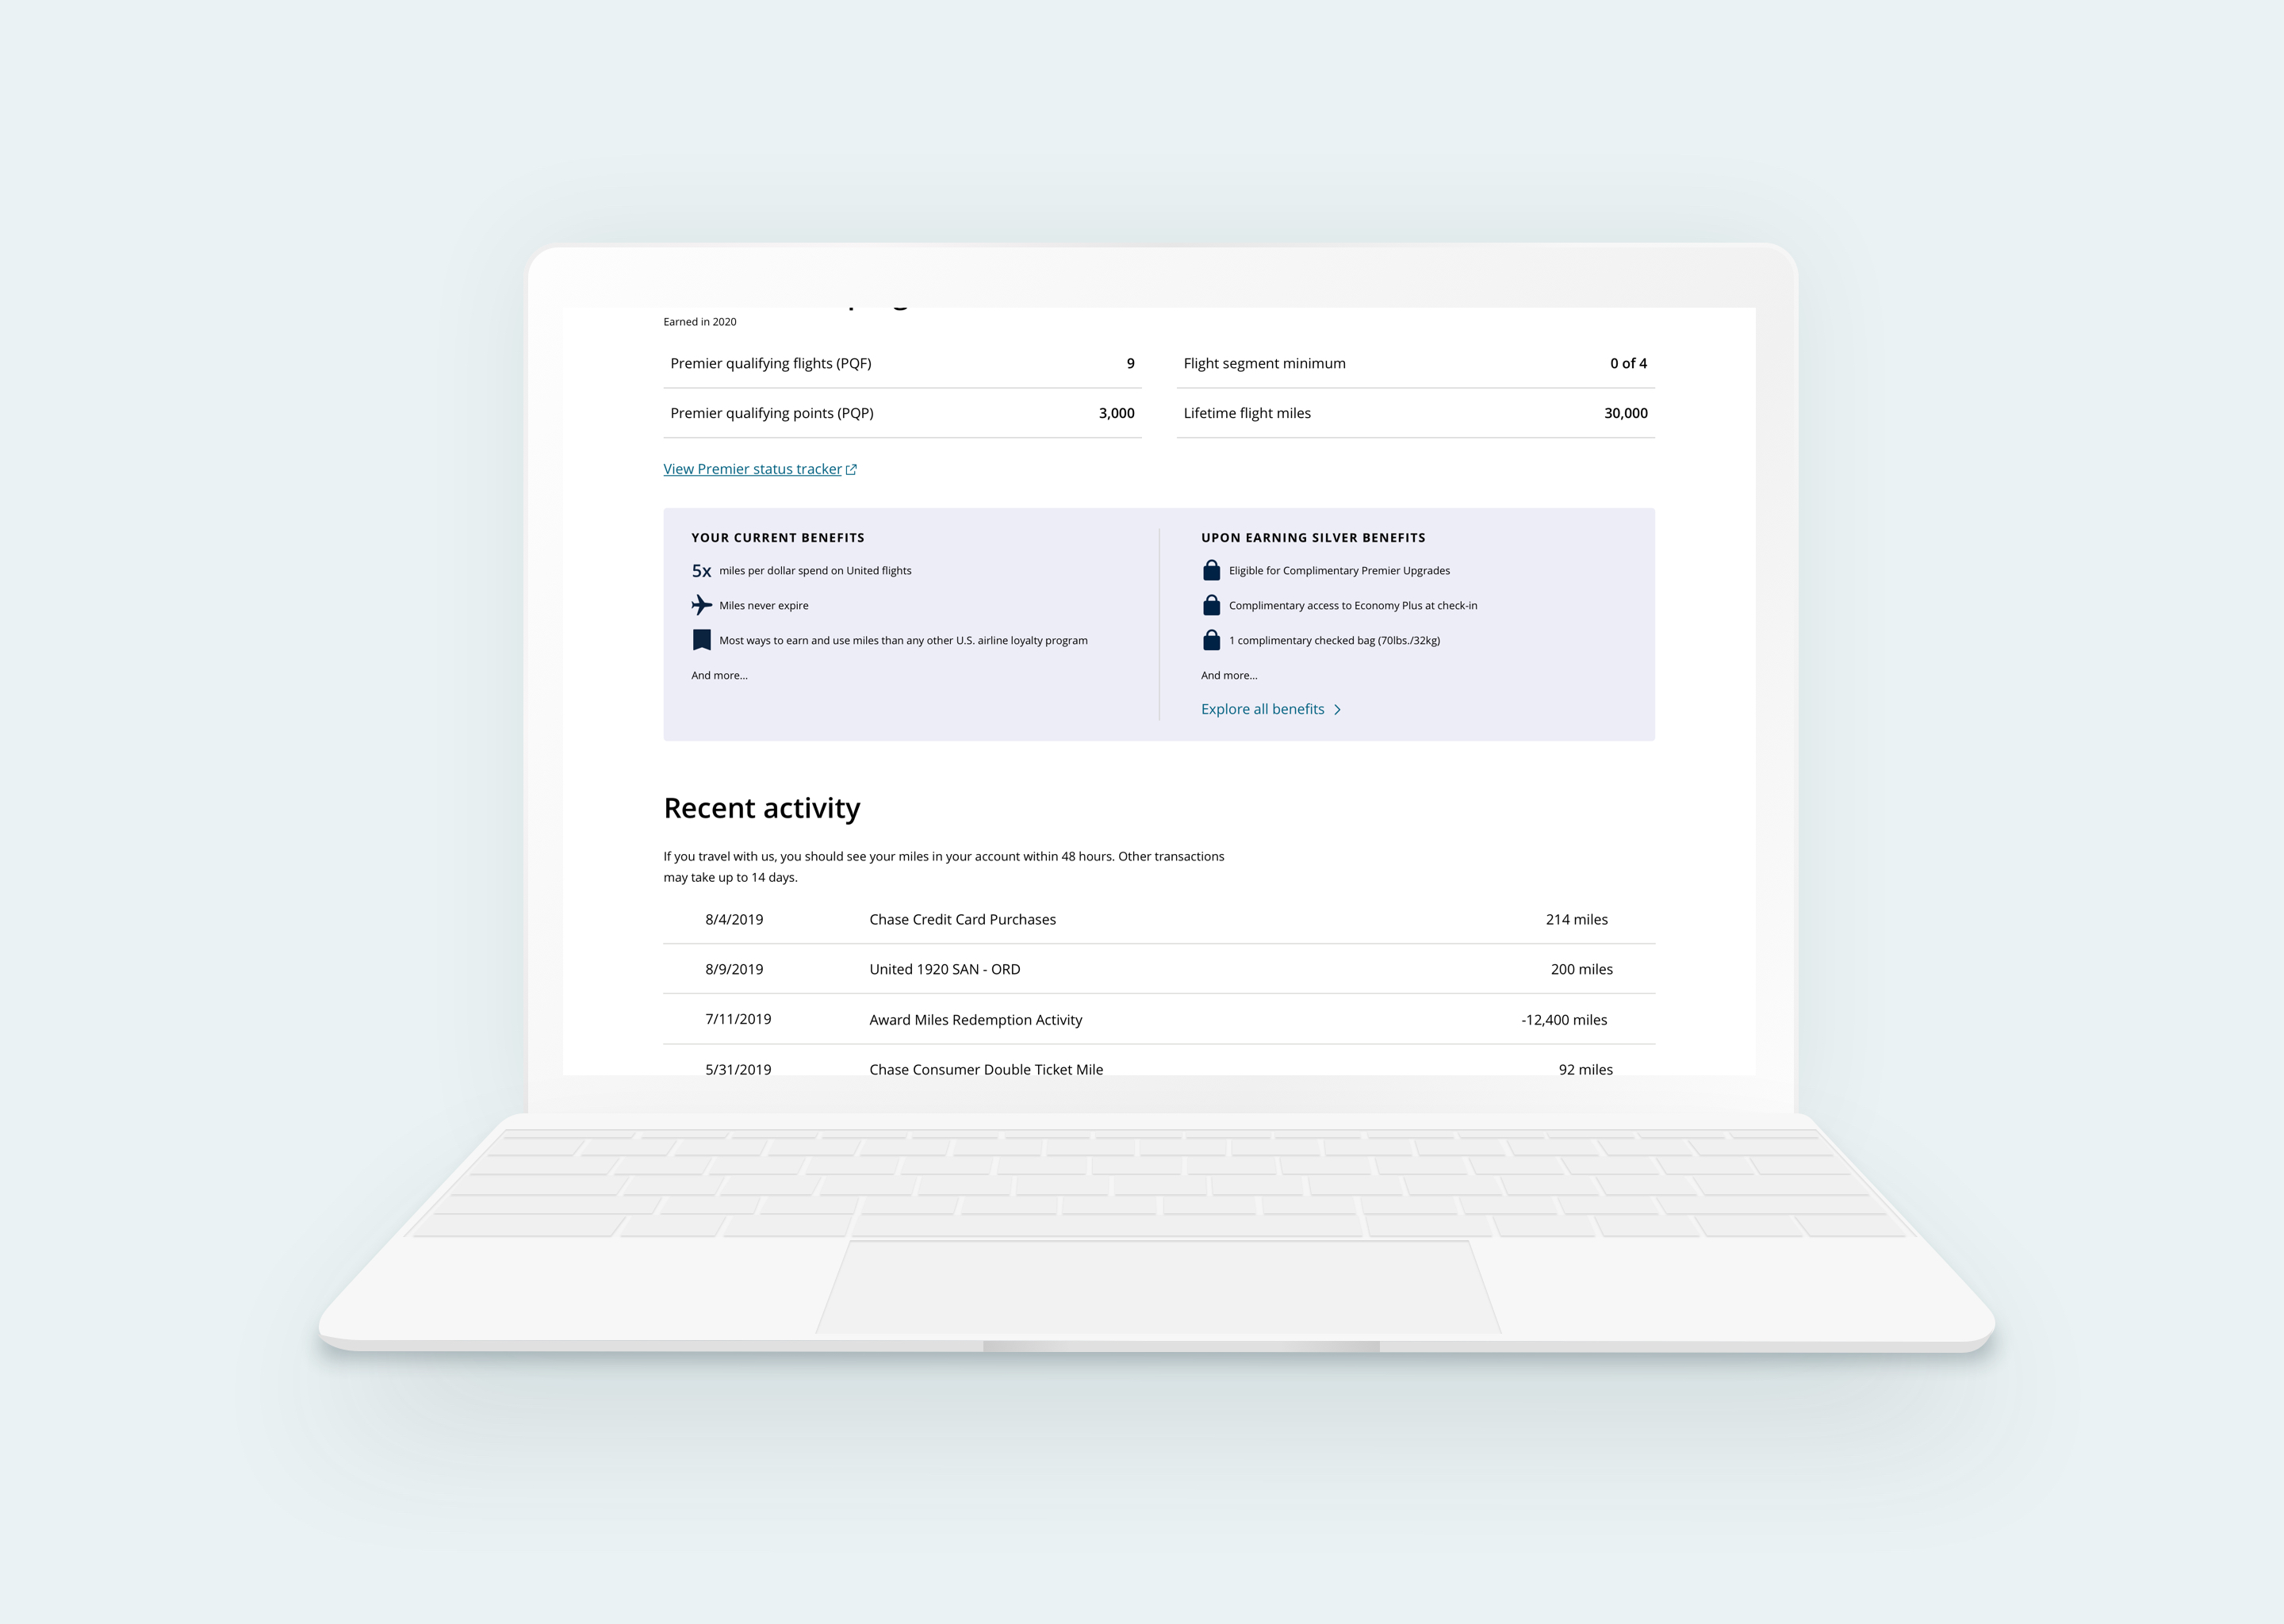 Earned in 2020
Premier qualifying flights (PQF) 9
Flight segment minimum 0 of 4
Premier qualifying points (PQP) 3,000
Lifetime flight miles 30,000
View Premier status tracker
YOUR CURRENT BENEFITS
5x miles per dollar spend on United flights
Miles never expire
Most ways to earn and use miles than any other U.S. airline loyalty program
And more...
UPON EARNING SILVER BENEFITS
Eligible for Complimentary Premier Upgrades
Complimentary access to Economy Plus at check-in
1 complimentary checked bag (70lbs./32kg)
And more...
Explore all benefits
Recent activity
If you travel with us, you should see your miles in your account within 48 hours. Other transactions
may take up to 14 days.
8/4/2019 Chase Credit Card Purchases 214 miles
8/9/2019 United 1920 SAN - ORD 200 miles
7/11/2019 Award Miles Redemption Activity -12,400 miles
5/31/2019 Chase Consumer Double Ticket Mile 92 miles